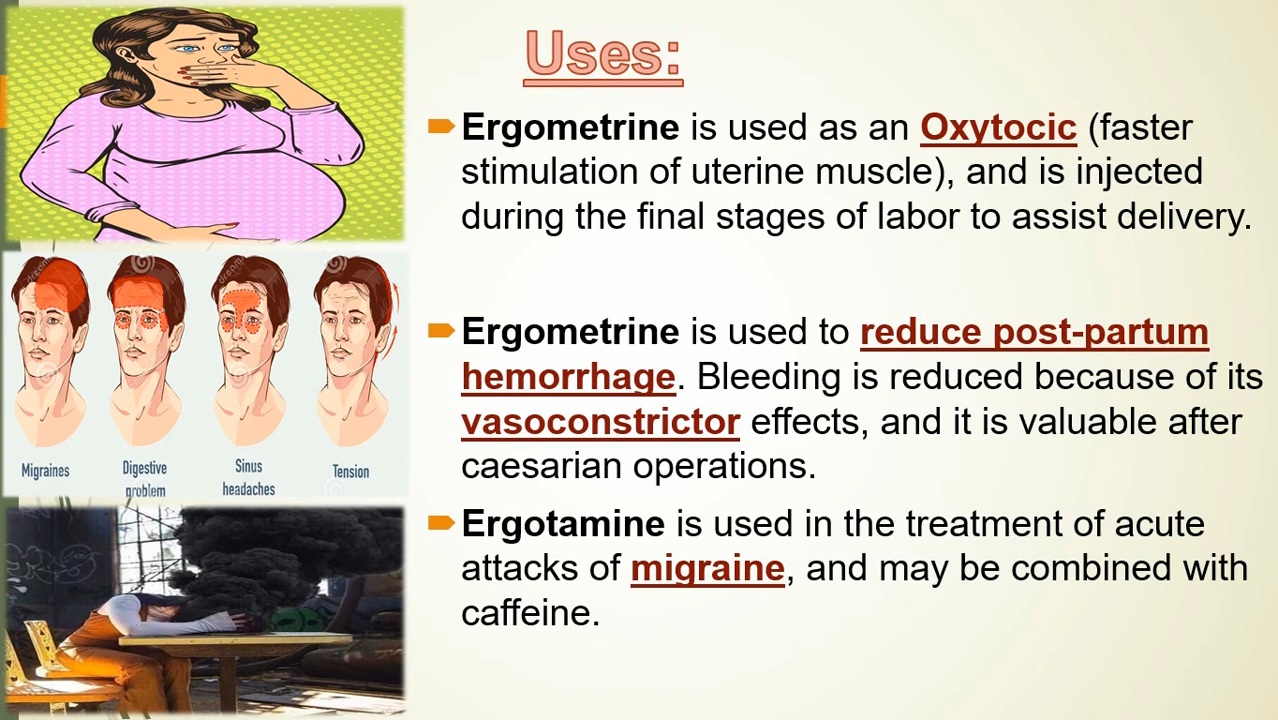 Uses:
Ergometrine is used as an Oxytocic (faster
stimulation of uterine muscle), and is injected
during the final stages of labor to assist delivery.
Ergometrine is used to reduce post-partum
hemorrhage. Bleeding is reduced because of its
vasoconstrictor effects, and it is valuable after
caesarian operations.
Ergotamine is used in the treatment of acute
attacks of migraine, and may be combined with
caffeine.
Migraines
Digestive
problem
Sinus
headaches
Tension